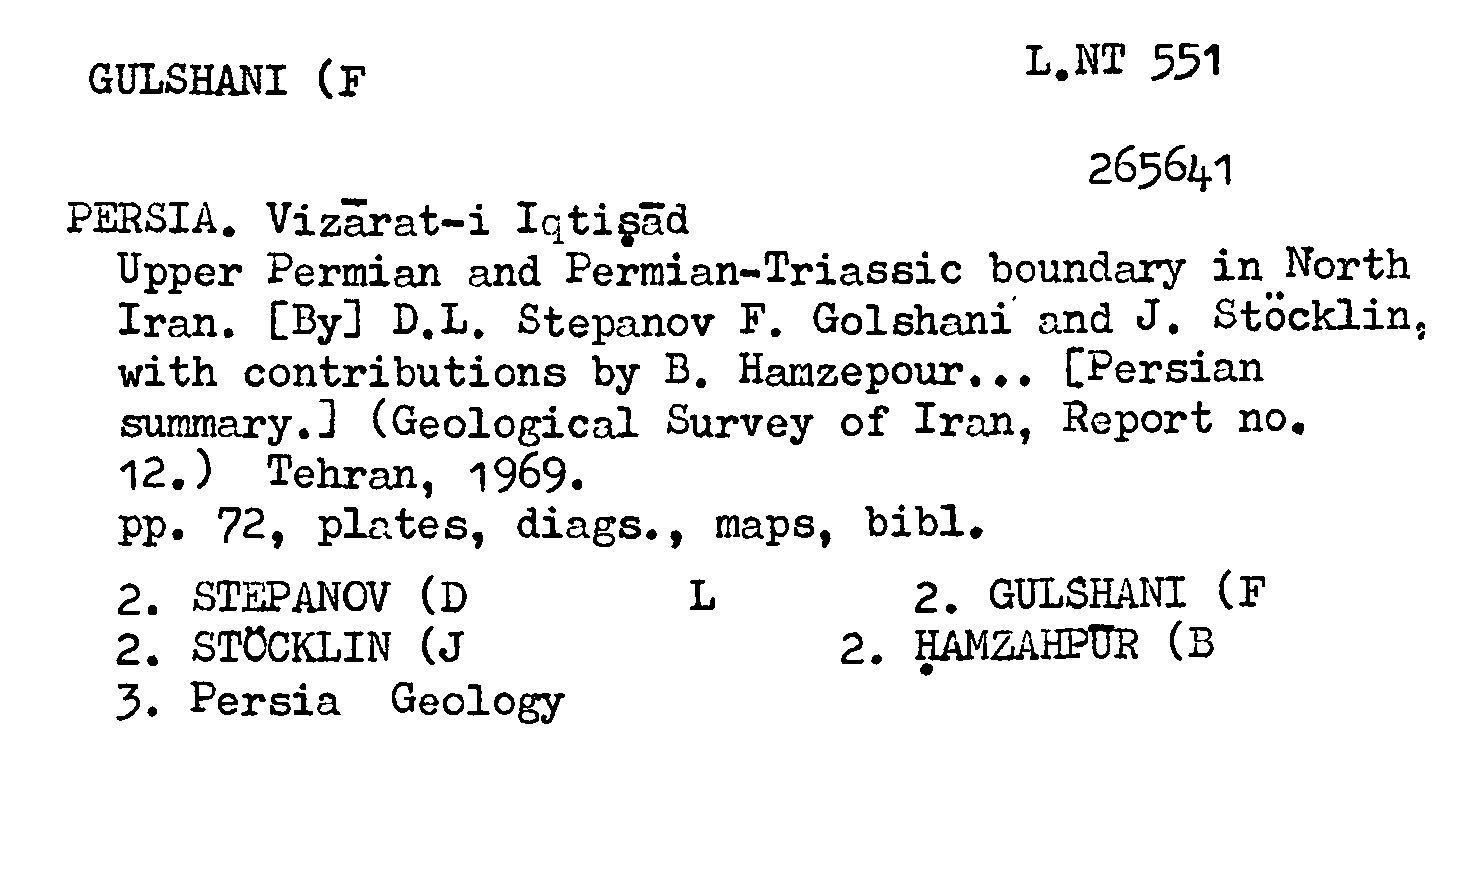 GULSHANI (F L.NT 551
265641
PERSIA. Vizārat-i Iqtiṣād
Upper Permian and Permian-Triassic boundary in North
Iran. [By] D.L. Stepanov F. Golshani and J. Stöcklin,
with contributions by B. Hamzepour... [Persian
summary.] (Geological Survey of Iran, Report no.
12.) Tehran, 1969.
pp. 72, plates, diags., maps, bibl.
2. STEPANOV (D L 2. GULSHANI (F
2. STÖCKLIN (J 2. ḤAMZAHPŪR (B
3. Persia Geology